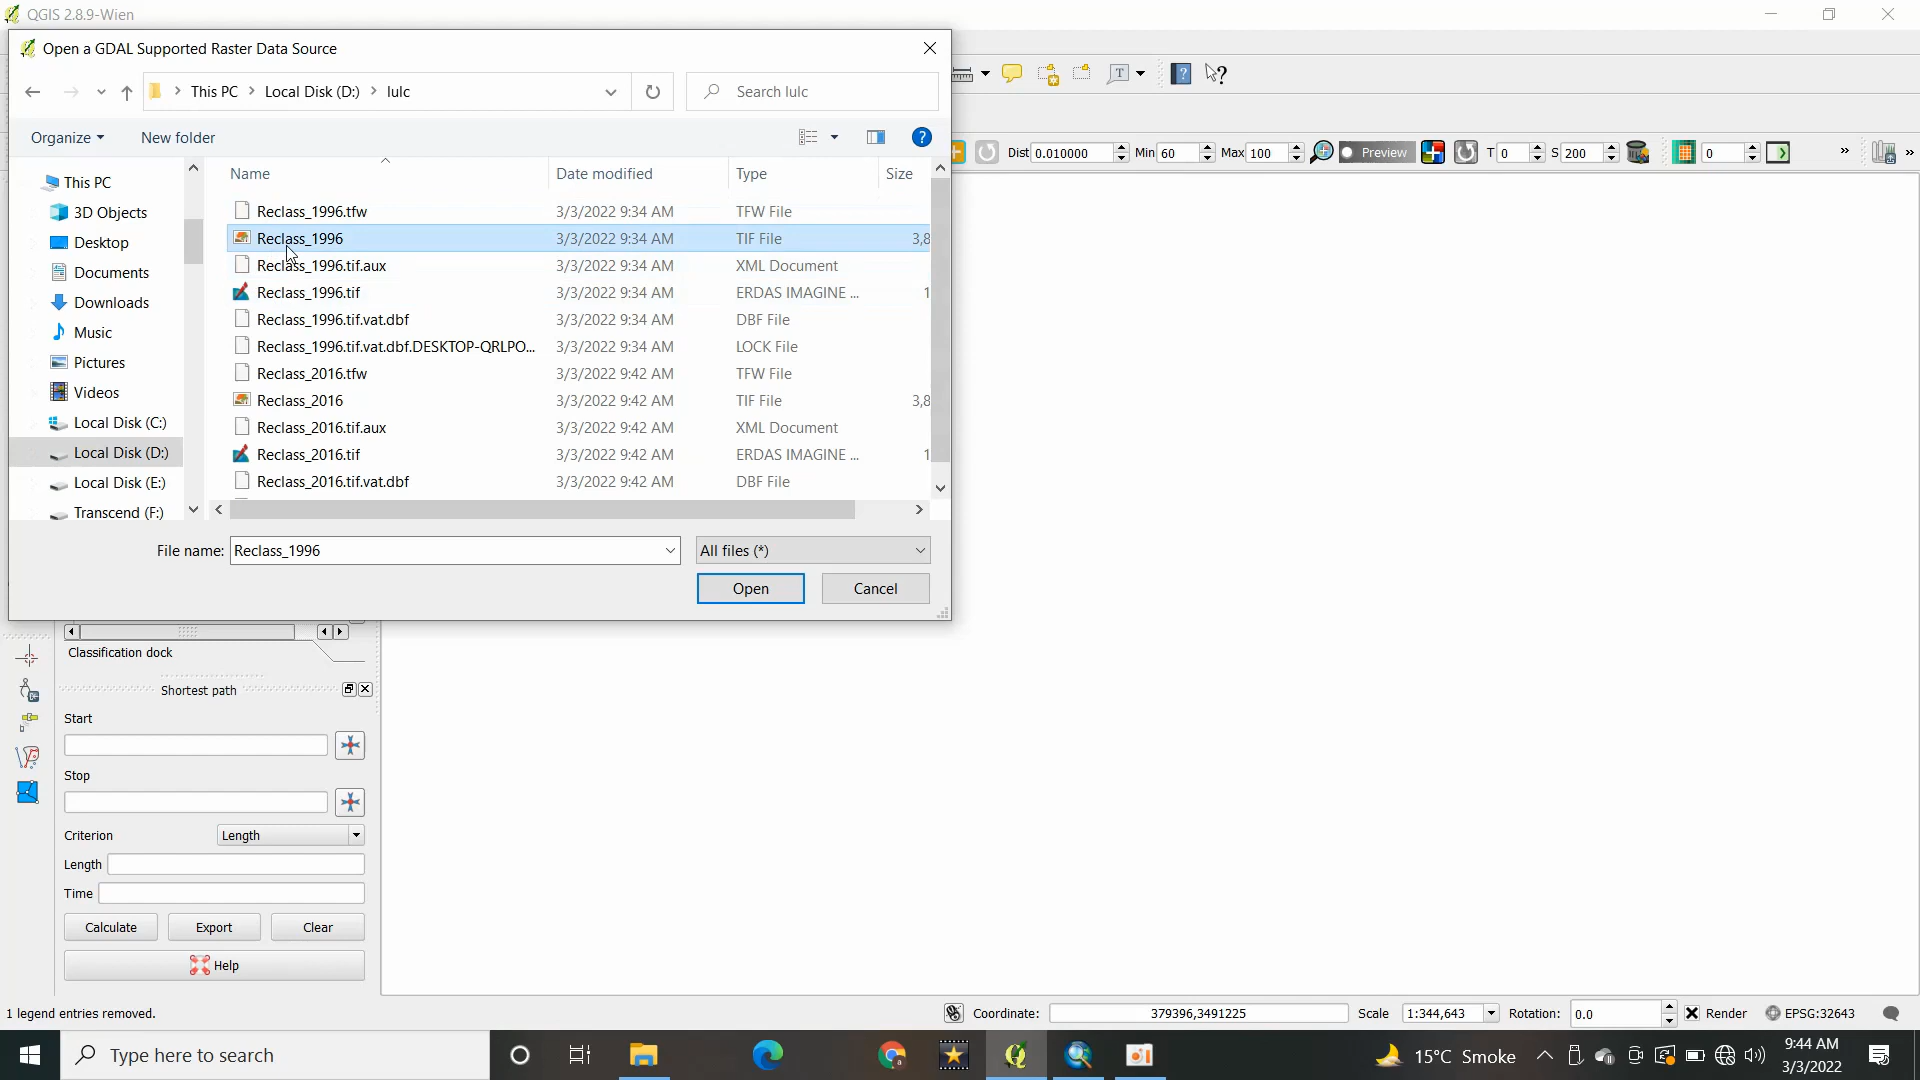 QGIS 2.8.9-Wien
Open a GDAL Supported Raster Data Source
This PC > Local Disk (D:) > lulc
Search lulc
Organize
New folder
Dist 0.010000 Min 60 Max 100 Preview T 0 S 200 0 »
»
Name Date modified Type Size
This PC
3D Objects
Desktop
Documents
Downloads
Music
Pictures
Videos
Local Disk (C:)
Local Disk (D:)
Local Disk (E:)
Transcend (F:)
Reclass_1996.tfw 3/3/2022 9:34 AM TFW File
Reclass_1996 3/3/2022 9:34 AM TIF File 3,8
Reclass_1996.tif.aux 3/3/2022 9:34 AM XML Document
Reclass_1996.tif 3/3/2022 9:34 AM ERDAS IMAGINE ... 1
Reclass_1996.tif.vat.dbf 3/3/2022 9:34 AM DBF File
Reclass_1996.tif.vat.dbf.DESKTOP-QRLPO... 3/3/2022 9:34 AM LOCK File
Reclass_2016.tfw 3/3/2022 9:42 AM TFW File
Reclass_2016 3/3/2022 9:42 AM TIF File 3,8
Reclass_2016.tif.aux 3/3/2022 9:42 AM XML Document
Reclass_2016.tif 3/3/2022 9:42 AM ERDAS IMAGINE ... 1
Reclass_2016.tif.vat.dbf 3/3/2022 9:42 AM DBF File
File name: Reclass_1996 All files (*)
Open Cancel
Classification dock
Shortest path
Start
Stop
Criterion Length
Length
Time
Calculate Export Clear
Help
1 legend entries removed.
Coordinate: 379396,3491225 Scale 1:344,643 Rotation: 0.0 Render EPSG:32643
Type here to search
15°C Smoke
9:44 AM
3/3/2022